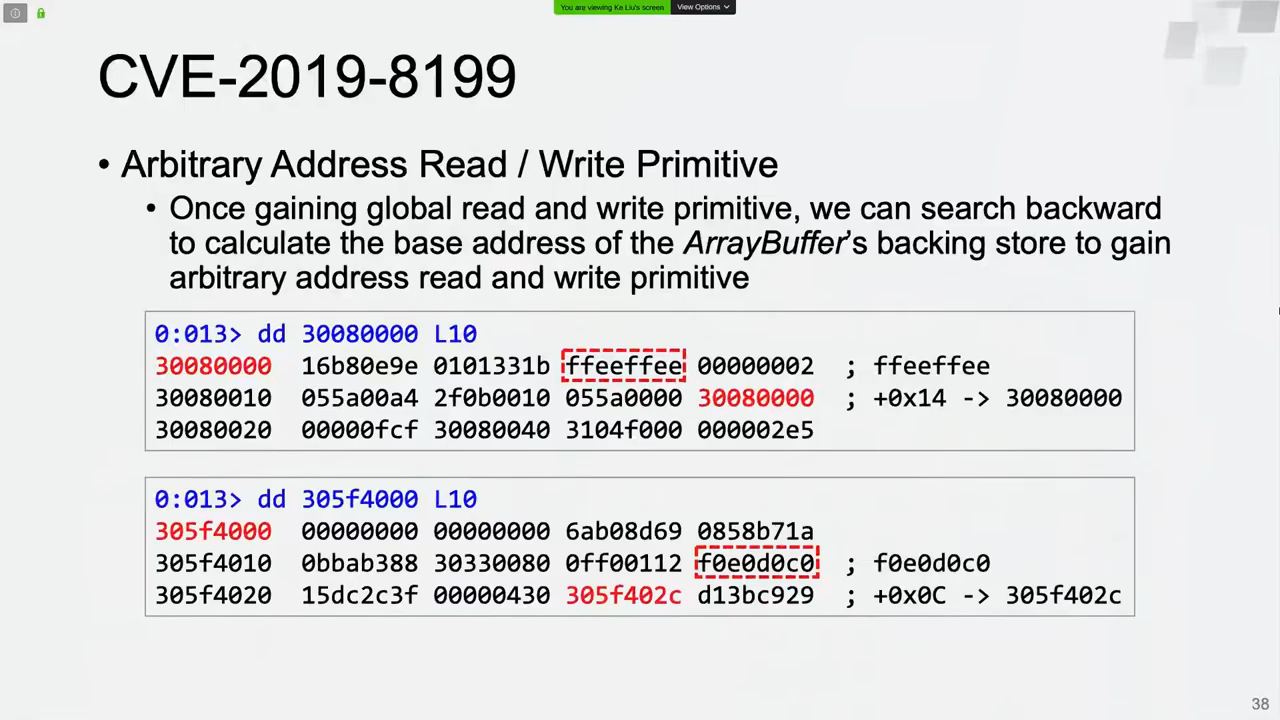 You are viewing Ke Liu's screen
View Options
CVE-2019-8199
• Arbitrary Address Read / Write Primitive
• Once gaining global read and write primitive, we can search backward
to calculate the base address of the ArrayBuffer's backing store to gain
arbitrary address read and write primitive
0:013> dd 30080000 L10
30080000 16b80e9e 0101331b ffeeffee 00000002 ; ffeeffee
30080010 055a00a4 2f0b0010 055a0000 30080000 ; +0x14 -> 30080000
30080020 00000fcf 30080040 3104f000 000002e5
0:013> dd 305f4000 L10
305f4000 00000000 00000000 6ab08d69 0858b71a
305f4010 0bbab388 30330080 0ff00112 f0e0d0c0 ; f0e0d0c0
305f4020 15dc2c3f 00000430 305f402c d13bc929 ; +0x0C -> 305f402c
38